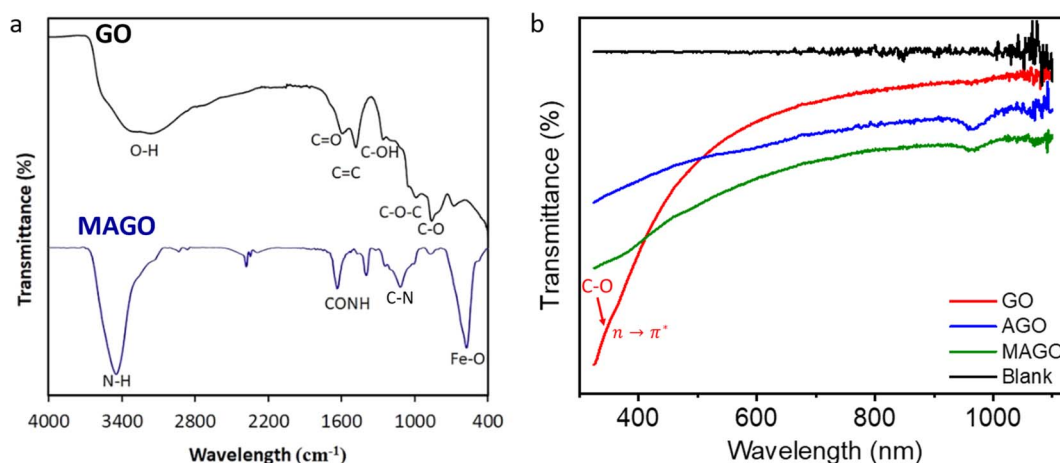 a
GO
O-H
C=O
C=C
C-OH
C-O-C
C-O
MAGO
N-H
CONH
C-N
Fe-O
Transmittance (%)
4000 3400 2800 2200 1600 1000 400
Wavelength (cm⁻¹)
b
Transmittance (%)
C-O
n → π*
GO
AGO
MAGO
Blank
400 600 800 1000
Wavelength (nm)